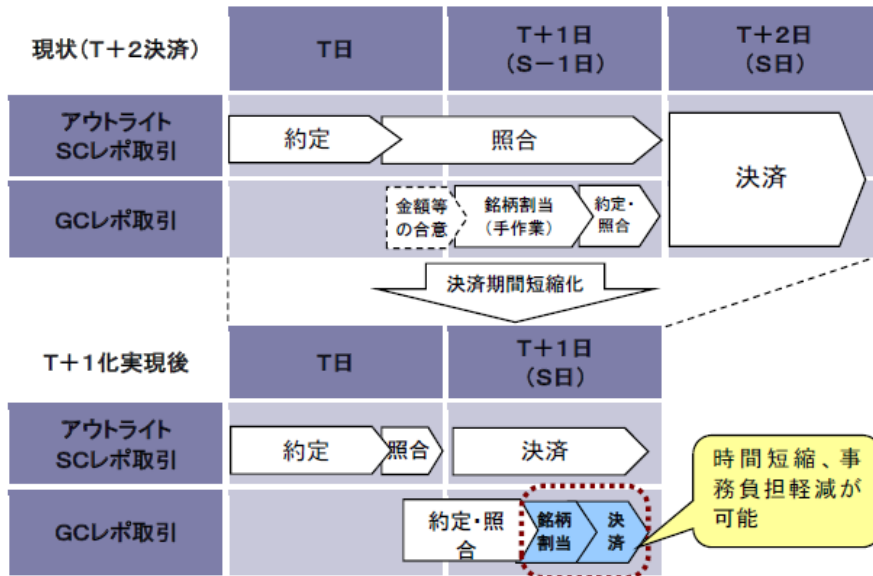 現状(T+2決済)
T日
T+1日
(S-1日)
T+2日
(S日)
アウトライト
SCレポ取引
約定
照合
決済
GCレポ取引
金額等
の合意
銘柄割当
(手作業)
約定・
照合
決済期間短縮化
T+1化実現後
T日
T+1日
(S日)
アウトライト
SCレポ取引
約定
照合
決済
時間短縮、事
務負担軽減が
可能
GCレポ取引
約定・照
合
銘柄
割当
決
済